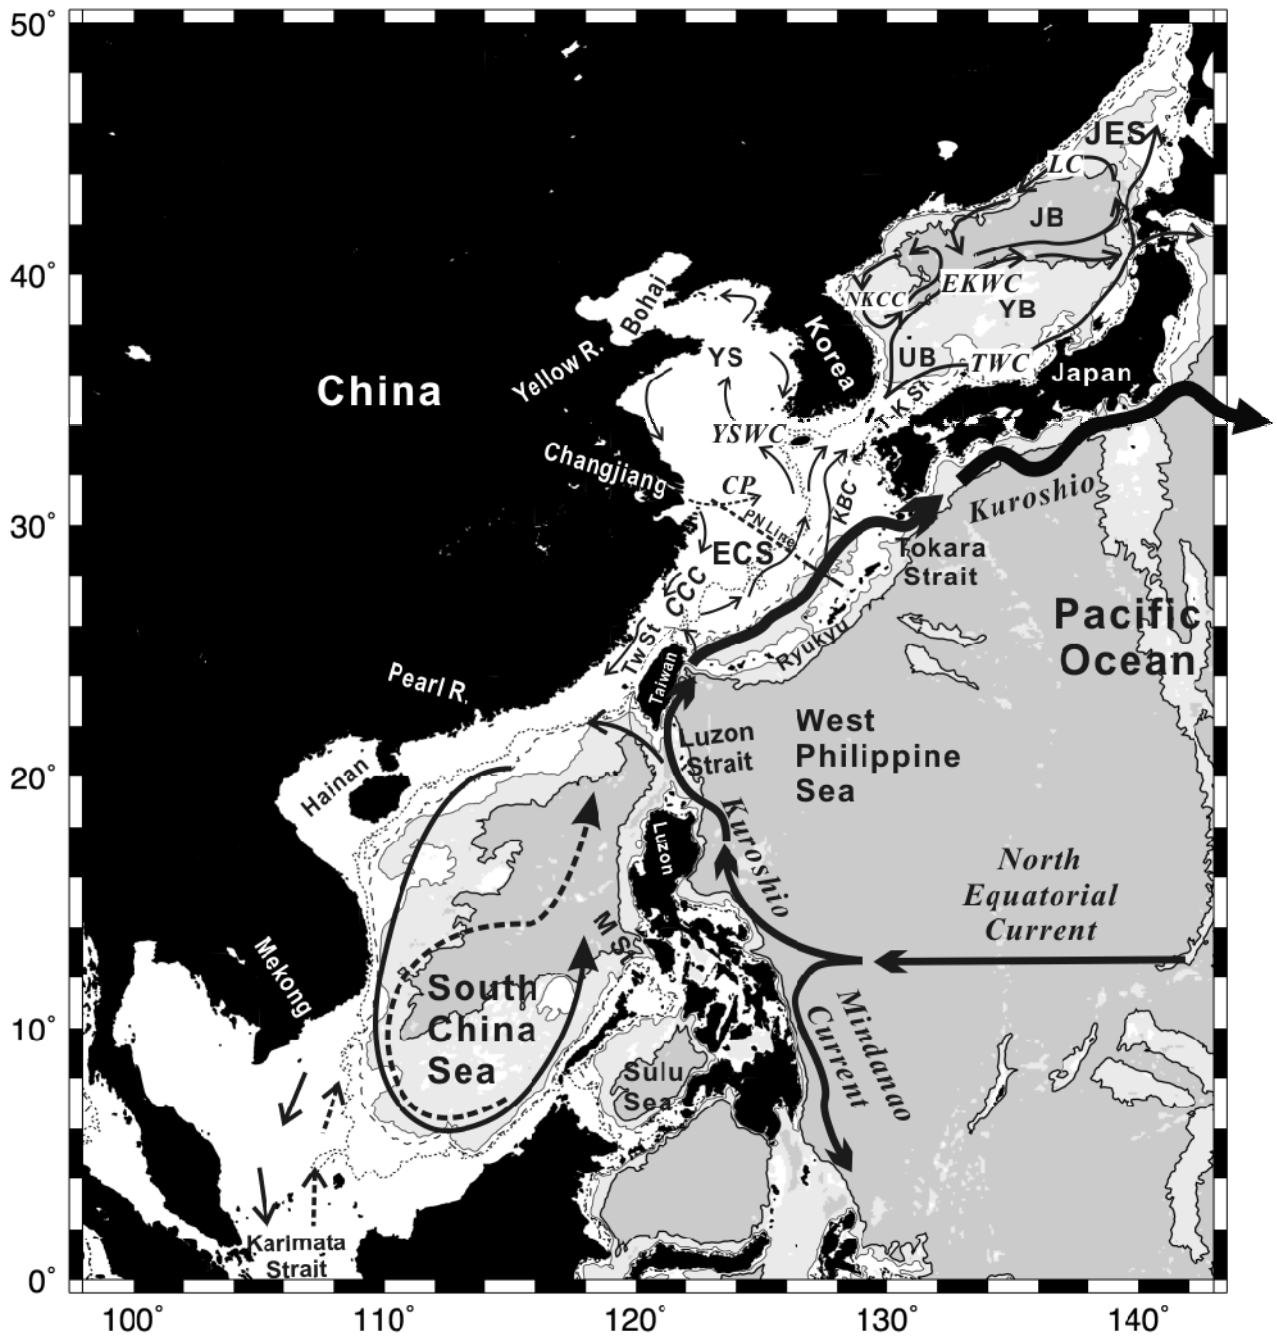 50°
40°
30°
20°
10°
0°
100°
110°
120°
130°
140°
JES
LC
JB
NKCC
EKWC
YB
UB
TWC
Japan
T-K St
Korea
Bohai
Yellow R.
YS
China
YSWC
Changjiang
CP
PN Line
KBC
ECS
Kuroshio
Tokara
Strait
CCC
Tw St
Ryukyu
Taiwan
Pacific
Ocean
Pearl R.
Luzon
Strait
West
Philippine
Sea
Hainan
Luzon
Kuroshio
North
Equatorial
Current
M St
Mekong
South
China
Sea
Mindanao
Current
Sulu
Sea
Karimata
Strait